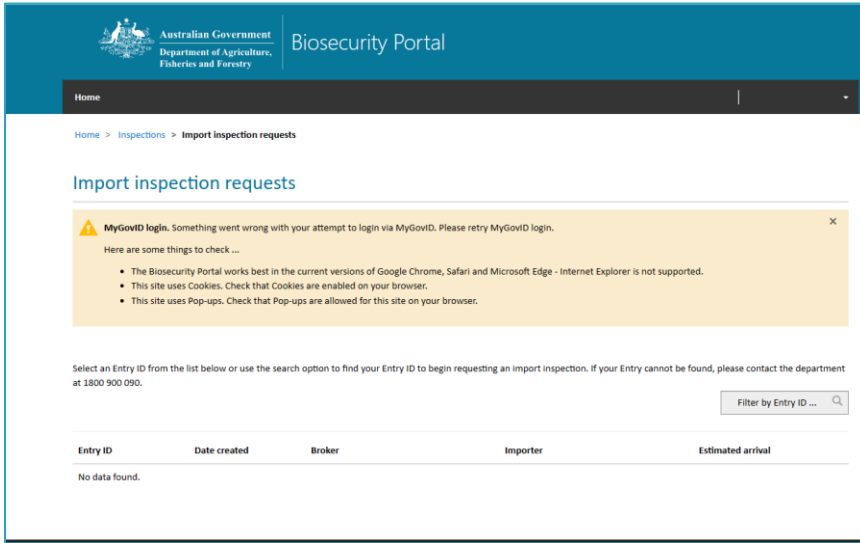 Australian Government
Department of Agriculture,
Fisheries and Forestry
Biosecurity Portal
Home
Home > Inspections > Import inspection requests
Import inspection requests
MyGovID login. Something went wrong with your attempt to login via MyGovID. Please retry MyGovID login.
Here are some things to check ...
• The Biosecurity Portal works best in the current versions of Google Chrome, Safari and Microsoft Edge - Internet Explorer is not supported.
• This site uses Cookies. Check that Cookies are enabled on your browser.
• This site uses Pop-ups. Check that Pop-ups are allowed for this site on your browser.
Select an Entry ID from the list below or use the search option to find your Entry ID to begin requesting an import inspection. If your Entry cannot be found, please contact the department
at 1800 900 090.
Filter by Entry ID ...
Entry ID Date created Broker Importer Estimated arrival
No data found.